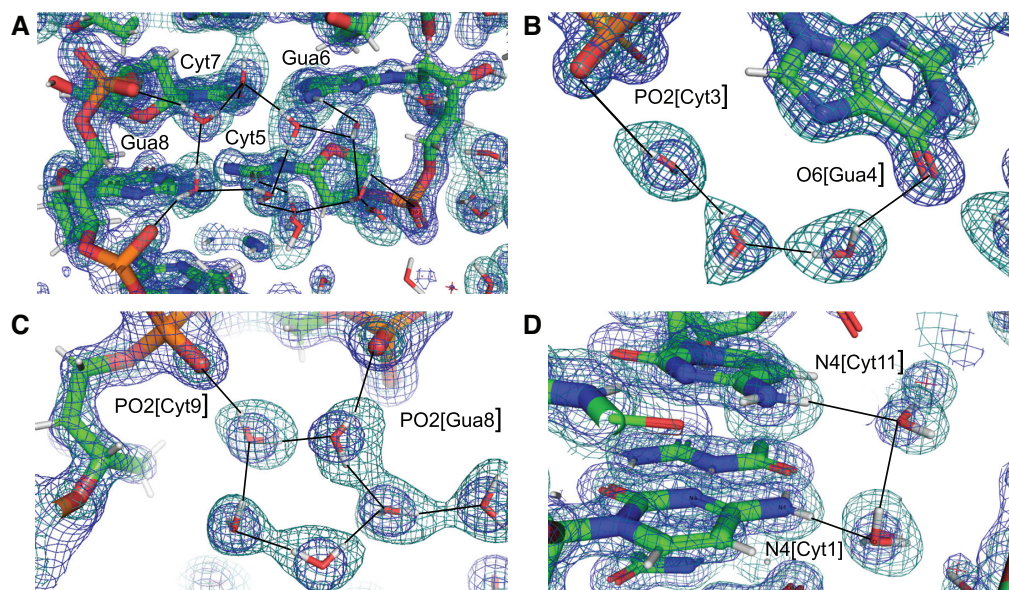 A
Cyt7
Gua6
Gua8
Cyt5
B
PO2[Cyt3]
O6[Gua4]
C
PO2[Cyt9]
PO2[Gua8]
D
N4[Cyt11]
N4[Cyt1]